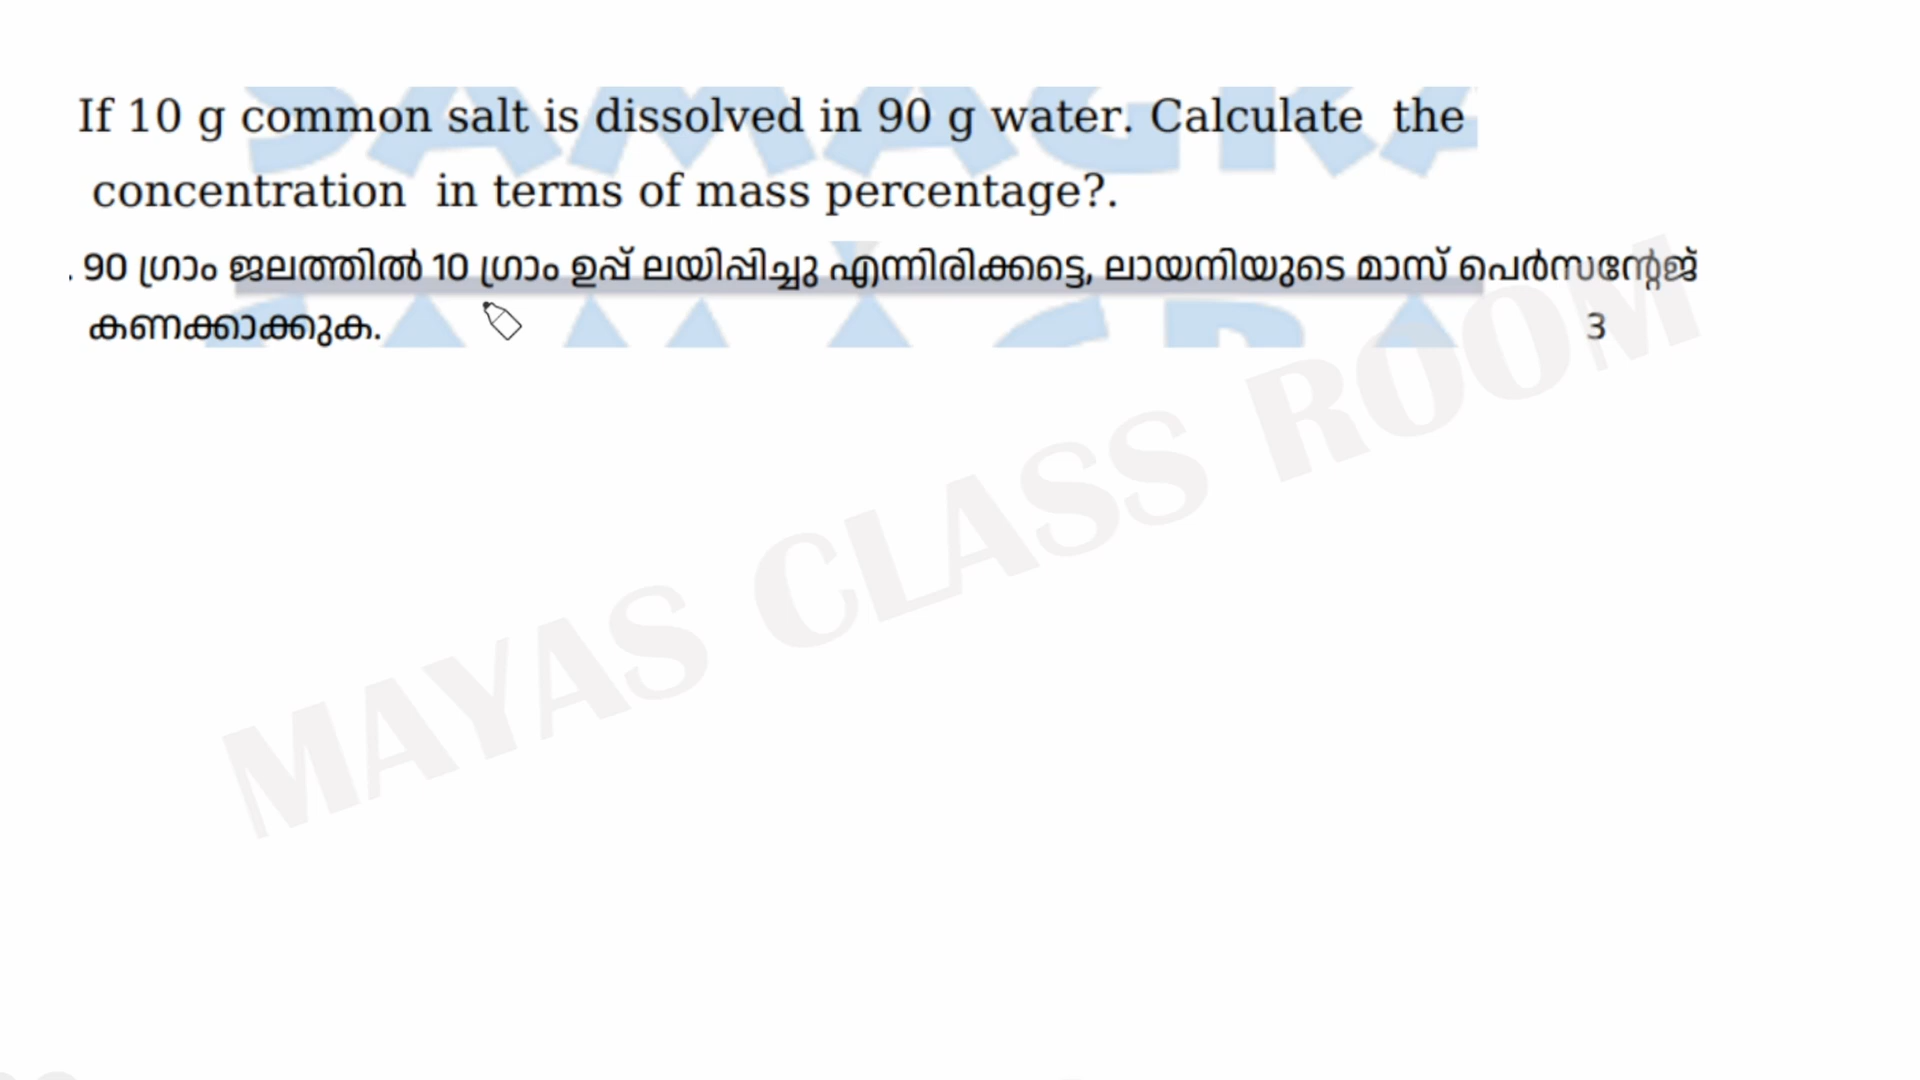 If 10 g common salt is dissolved in 90 g water. Calculate the
concentration in terms of mass percentage?.
. 90 ഗ്രാം ജലത്തിൽ 10 ഗ്രാം ഉപ്പ് ലയിപ്പിച്ചു എന്നിരിക്കട്ടെ, ലായനിയുടെ മാസ് പെർസന്റേജ്
കണക്കാക്കുക. 3
SAMAGRA
MAYAS CLASS ROOM